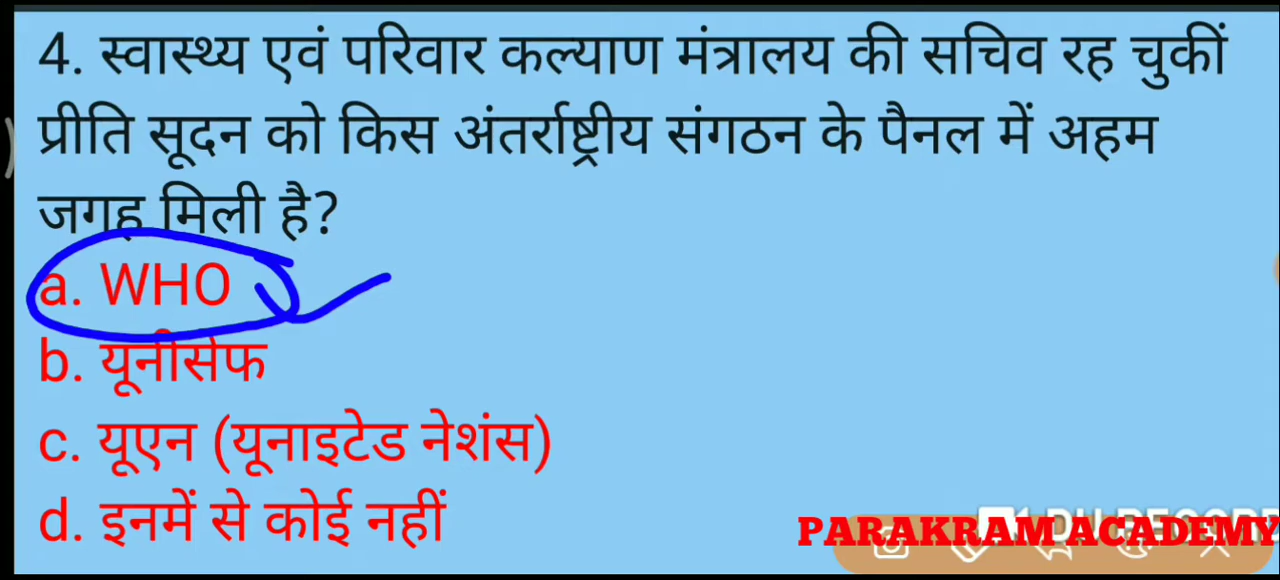 4. स्वास्थ्य एवं परिवार कल्याण मंत्रालय की सचिव रह चुकीं
प्रीति सूदन को किस अंतर्राष्ट्रीय संगठन के पैनल में अहम
जगह मिली है?
a. WHO
b. यूनीसेफ
c. यूएन (यूनाइटेड नेशंस)
d. इनमें से कोई नहीं
PARAKRAM ACADEMY